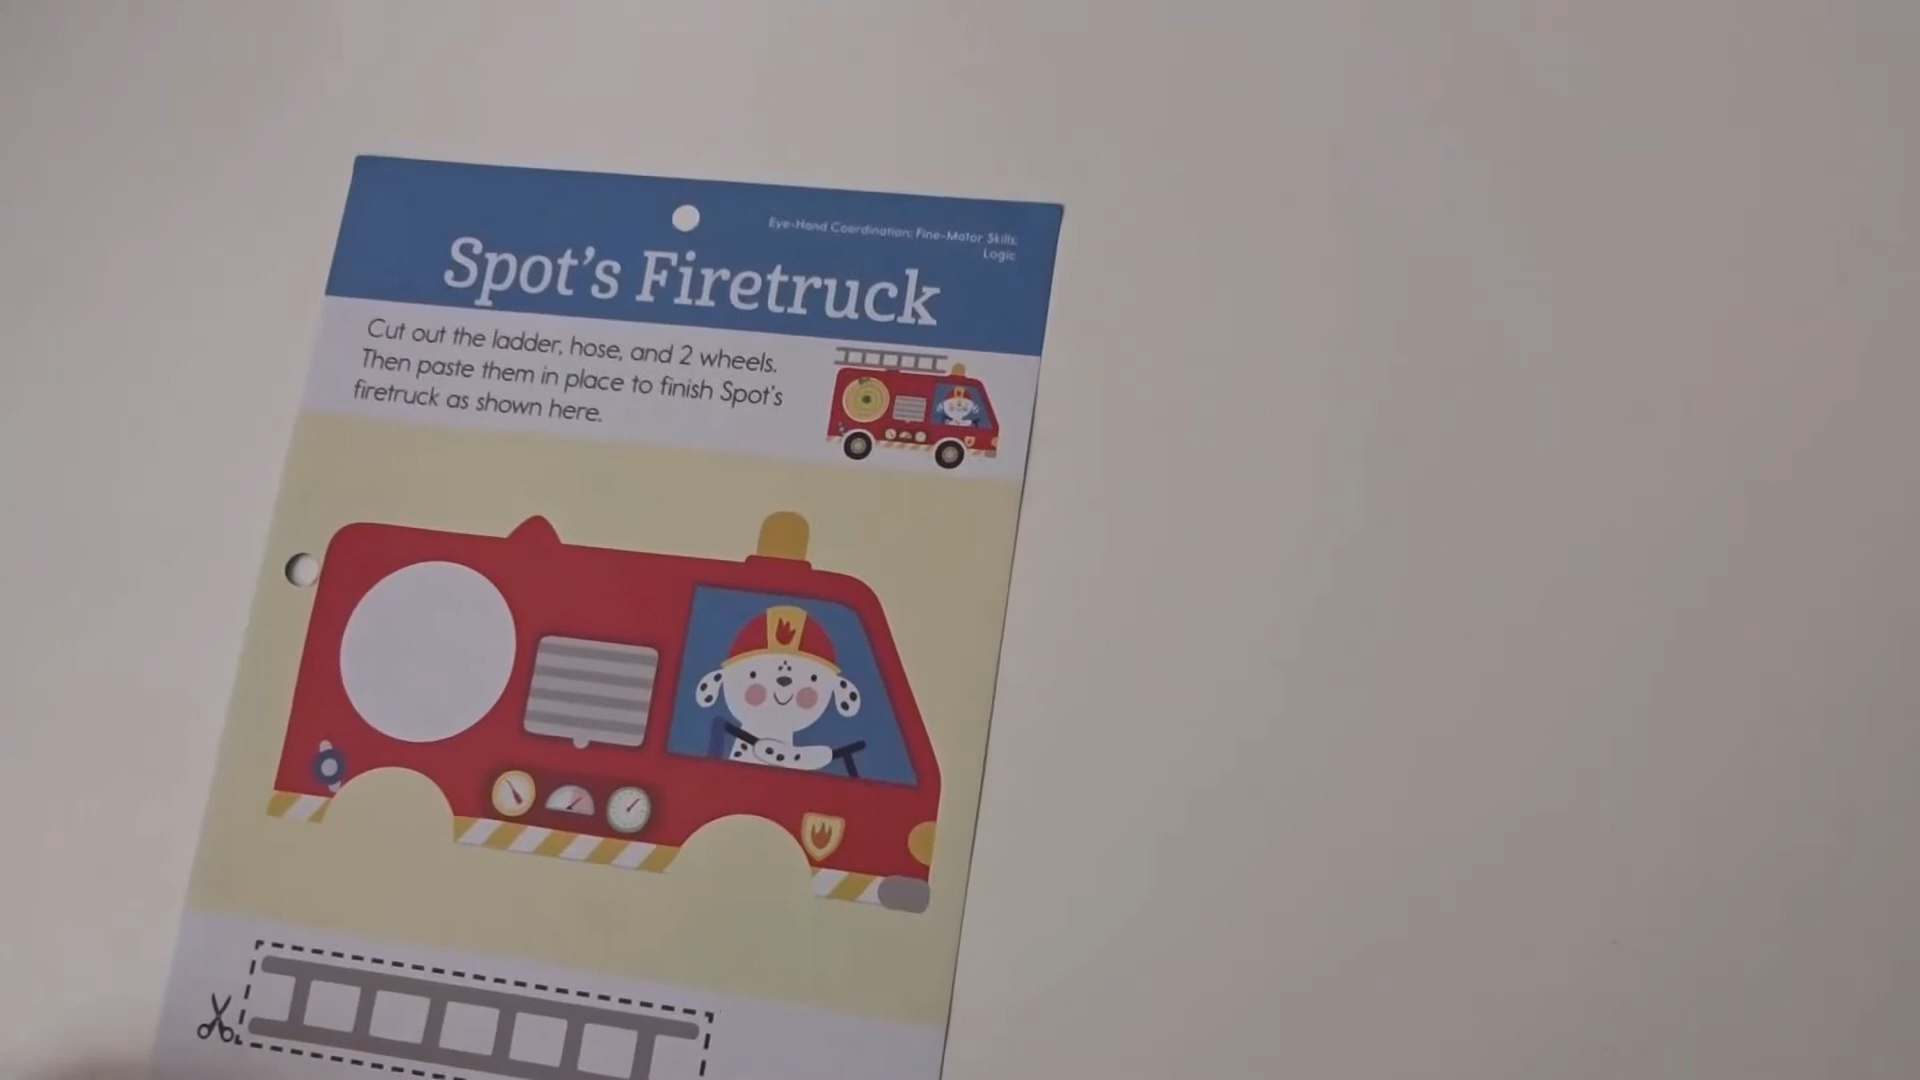 Eye-Hand Coordination; Fine-Motor Skills;
Logic
Spot's Firetruck
Cut out the ladder, hose, and 2 wheels.
Then paste them in place to finish Spot's
firetruck as shown here.